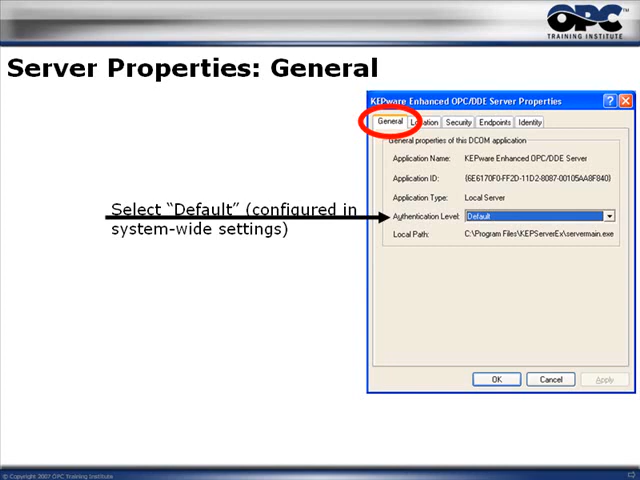 OPC
TRAINING INSTITUTE
Server Properties: General
KEPware Enhanced OPC/DDE Server Properties
General Location Security Endpoints Identity
General properties of this DCOM application
Application Name: KEPware Enhanced OPC/DDE Server
Application ID: {6E6170F0-FF2D-11D2-8087-00105AA8F840}
Application Type: Local Server
Authentication Level: Default
Local Path: C:\Program Files\KEPServerEx\servermain.exe
Select “Default” (configured in
system-wide settings)
OK Cancel Apply
© Copyright 2007 OPC Training Institute